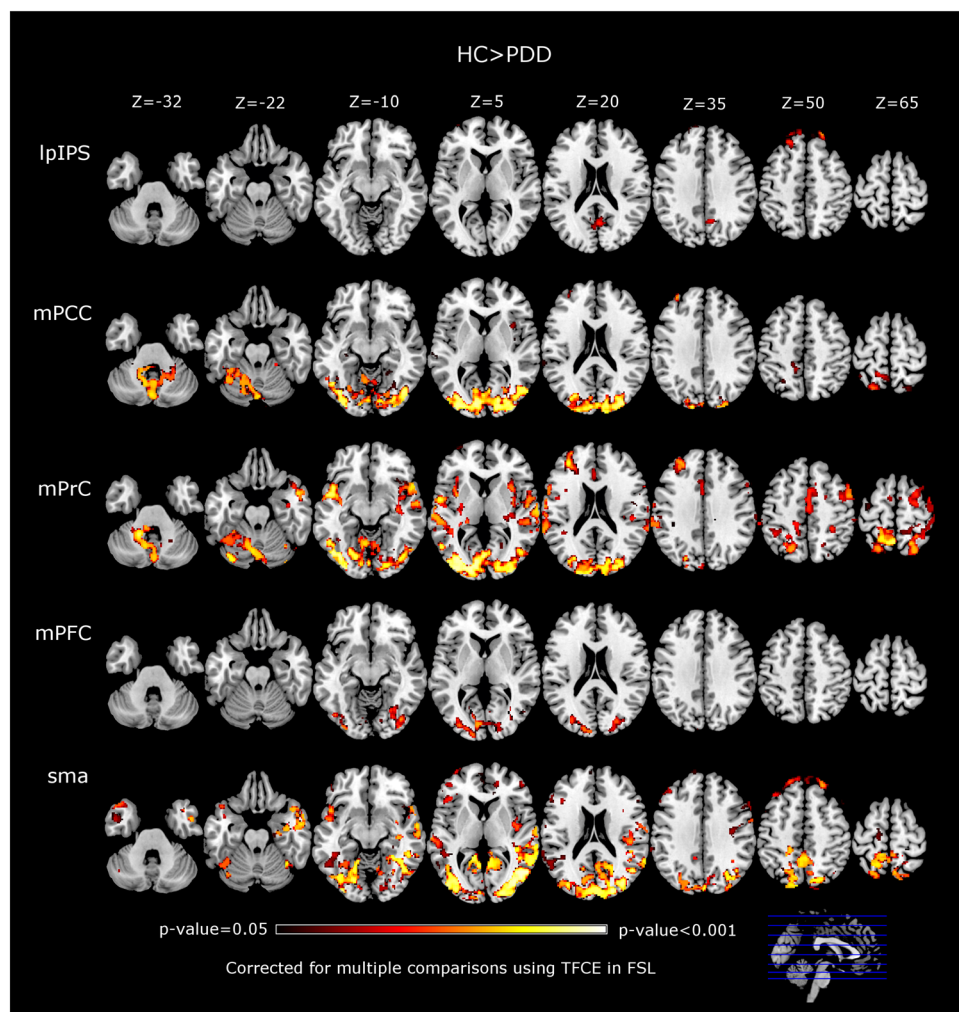 HC>PDD
Z=-32 Z=-22 Z=-10 Z=5 Z=20 Z=35 Z=50 Z=65
lpIPS
mPCC
mPrC
mPFC
sma
p-value=0.05 p-value<0.001
Corrected for multiple comparisons using TFCE in FSL